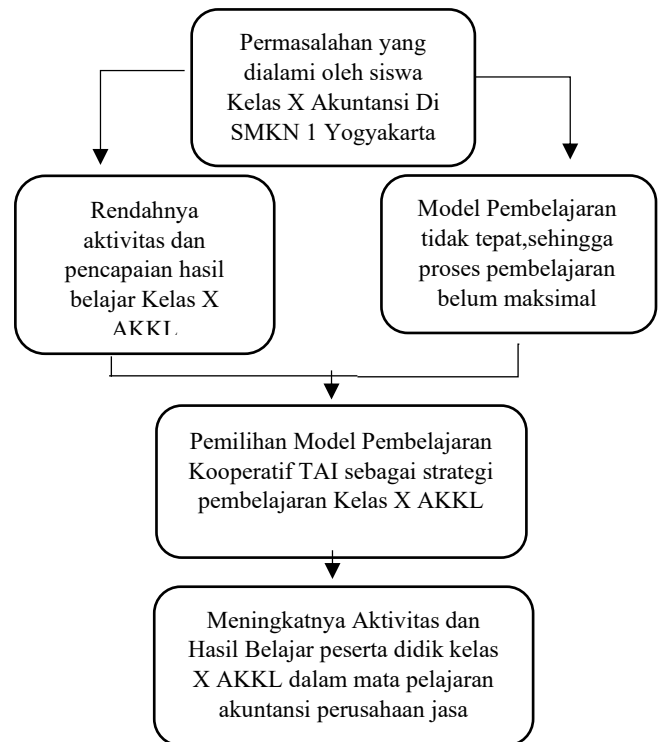 Permasalahan yang
dialami oleh siswa
Kelas X Akuntansi Di
SMKN 1 Yogyakarta
Rendahnya
aktivitas dan
pencapaian hasil
belajar Kelas X
AKKL
Model Pembelajaran
tidak tepat,sehingga
proses pembelajaran
belum maksimal
Pemilihan Model Pembelajaran
Kooperatif TAI sebagai strategi
pembelajaran Kelas X AKKL
Meningkatnya Aktivitas dan
Hasil Belajar peserta didik kelas
X AKKL dalam mata pelajaran
akuntansi perusahaan jasa